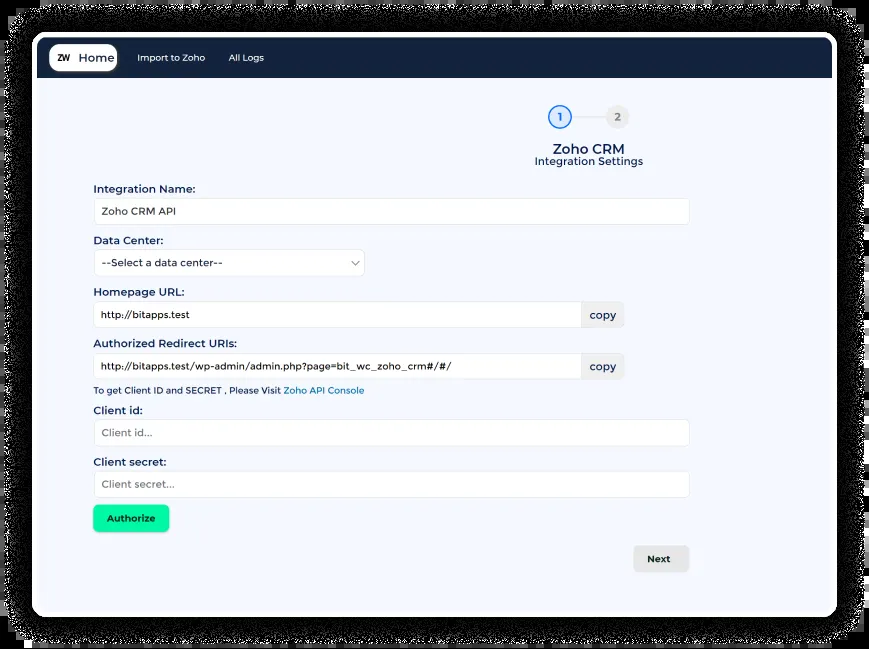 ZW Home Import to Zoho All Logs
1 2
Zoho CRM
Integration Settings
Integration Name:
Zoho CRM API
Data Center:
--Select a data center--
Homepage URL:
http://bitapps.test copy
Authorized Redirect URIs:
http://bitapps.test/wp-admin/admin.php?page=bit_wc_zoho_crm#/#/ copy
To get Client ID and SECRET , Please Visit Zoho API Console
Client id:
Client id...
Client secret:
Client secret...
Authorize
Next